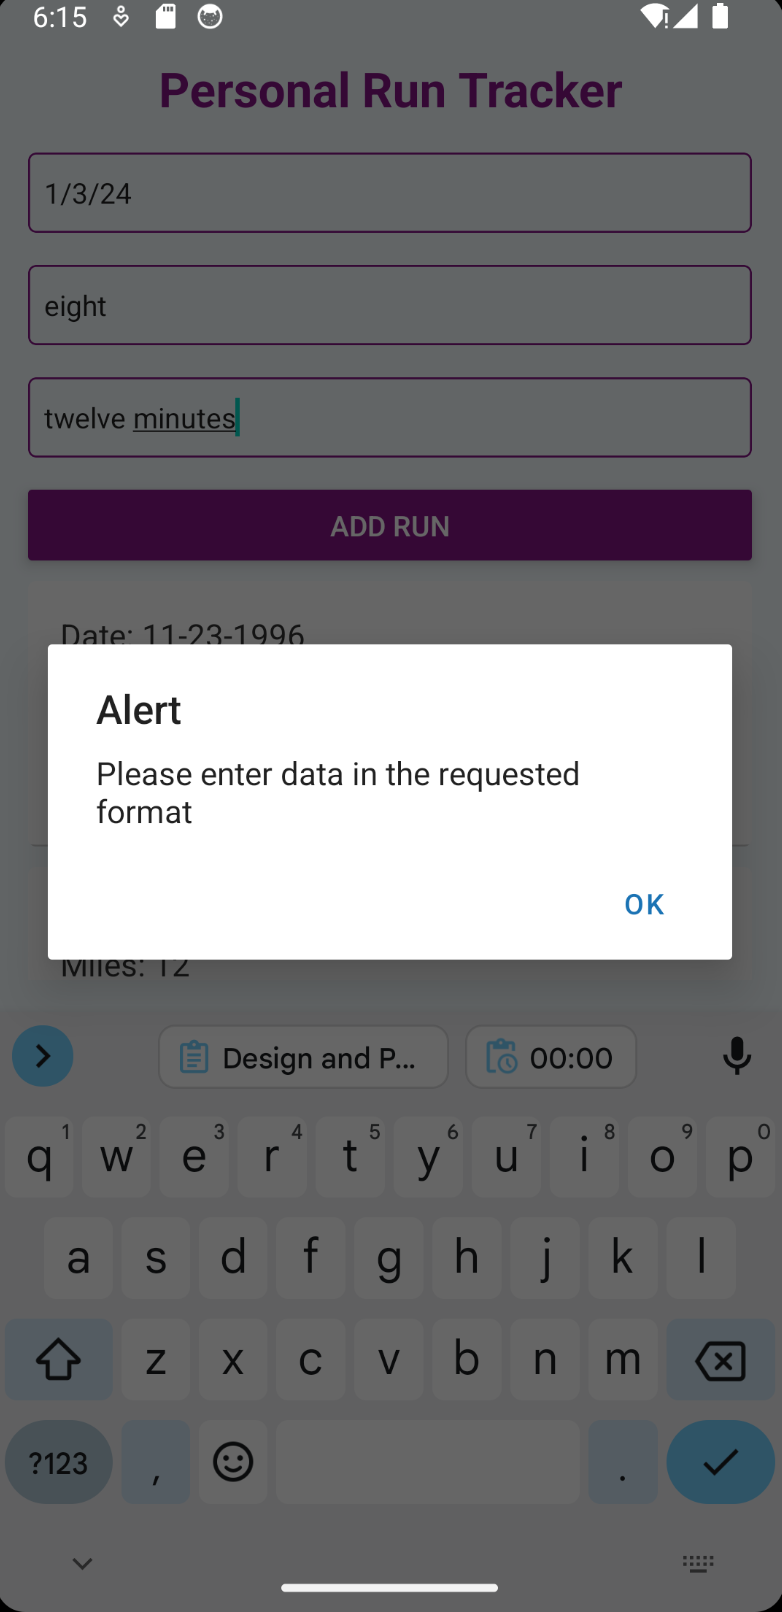 6:15
Personal Run Tracker
1/3/24
eight
twelve minutes
ADD RUN
Date: 11-23-1996
Alert
Please enter data in the requested
format
OK
Miles: 12
Design and P... 00:00
q 1 w 2 e 3 r 4 t 5 y 6 u 7 i 8 o 9 p 0
a s d f g h j k l
z x c v b n m
?123 , .